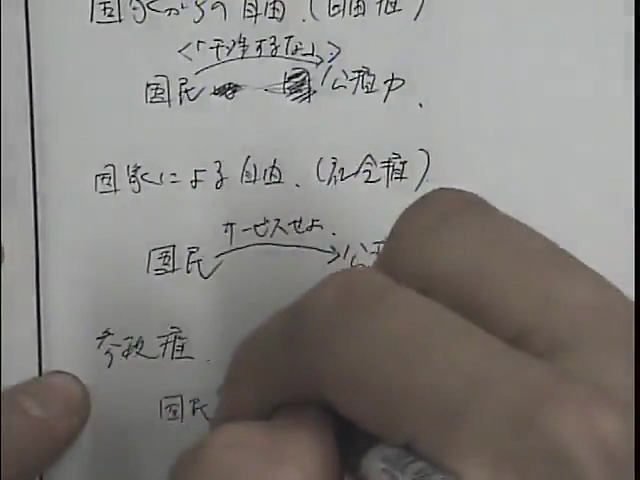 国家からの自由.(自由権)
<「干渉するな」>
国民 公権力.
国家による自由.(社会権)
サービスせよ.
国民 公
参政権.
国民